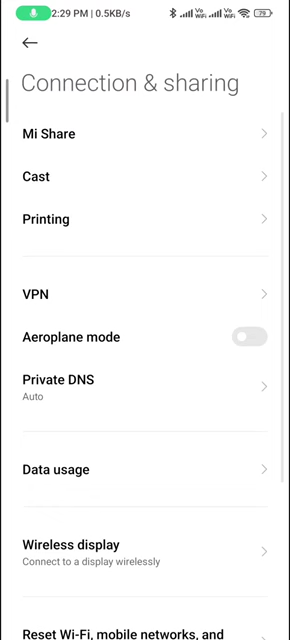 2:29 PM | 0.5KB/s Vo WiFi Vo WiFi 79
Connection & sharing
Mi Share
Cast
Printing
VPN
Aeroplane mode
Private DNS
Auto
Data usage
Wireless display
Connect to a display wirelessly
Reset Wi-Fi, mobile networks, and